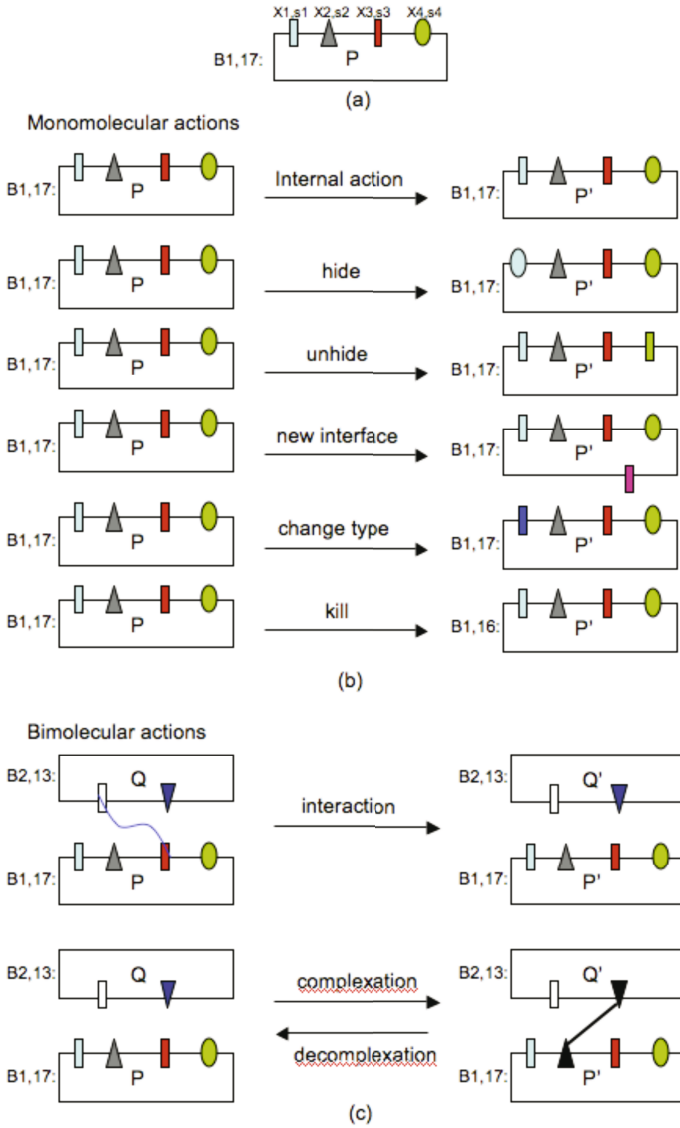 X1,s1 X2,s2 X3,s3 X4,s4
B1,17: P
(a)
Monomolecular actions
B1,17: P Internal action B1,17: P'
B1,17: P hide B1,17: P'
B1,17: P unhide B1,17: P'
B1,17: P new interface B1,17: P'
B1,17: P change type B1,17: P'
B1,17: P kill B1,16: P'
(b)
Bimolecular actions
B2,13: Q B2,13: Q'
interaction
B1,17: P B1,17: P'
B2,13: Q complexation B2,13: Q'
decomplexation
B1,17: P B1,17: P'
(c)